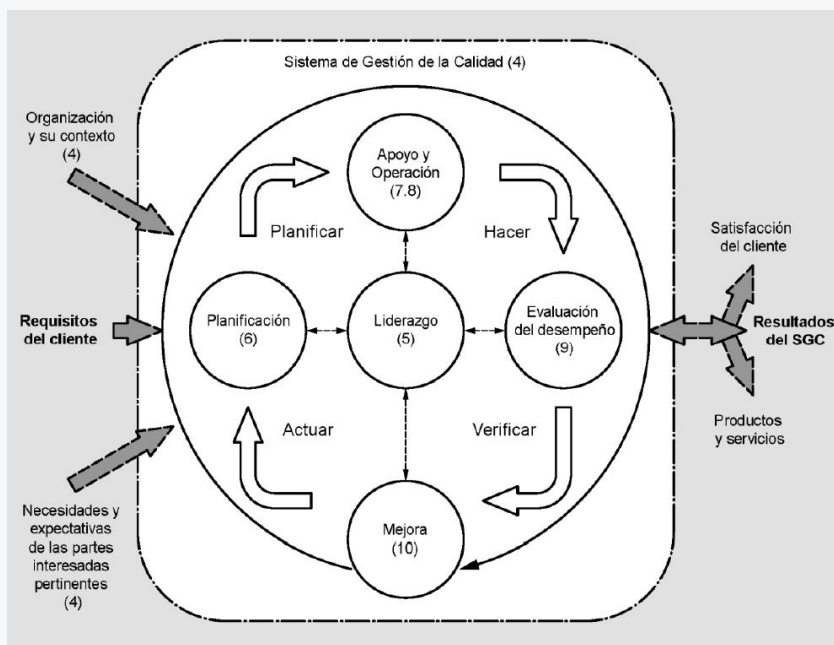 Sistema de Gestión de la Calidad (4)
Organización
y su contexto
(4)
Apoyo y
Operación
(7.8)
Planificar
Hacer
Satisfacción
del cliente
Requisitos
del cliente
Planificación
(6)
Liderazgo
(5)
Evaluación
del desempeño
(9)
Resultados
del SGC
Actuar
Verificar
Productos
y servicios
Necesidades y
expectativas
de las partes
interesadas
pertinentes
(4)
Mejora
(10)